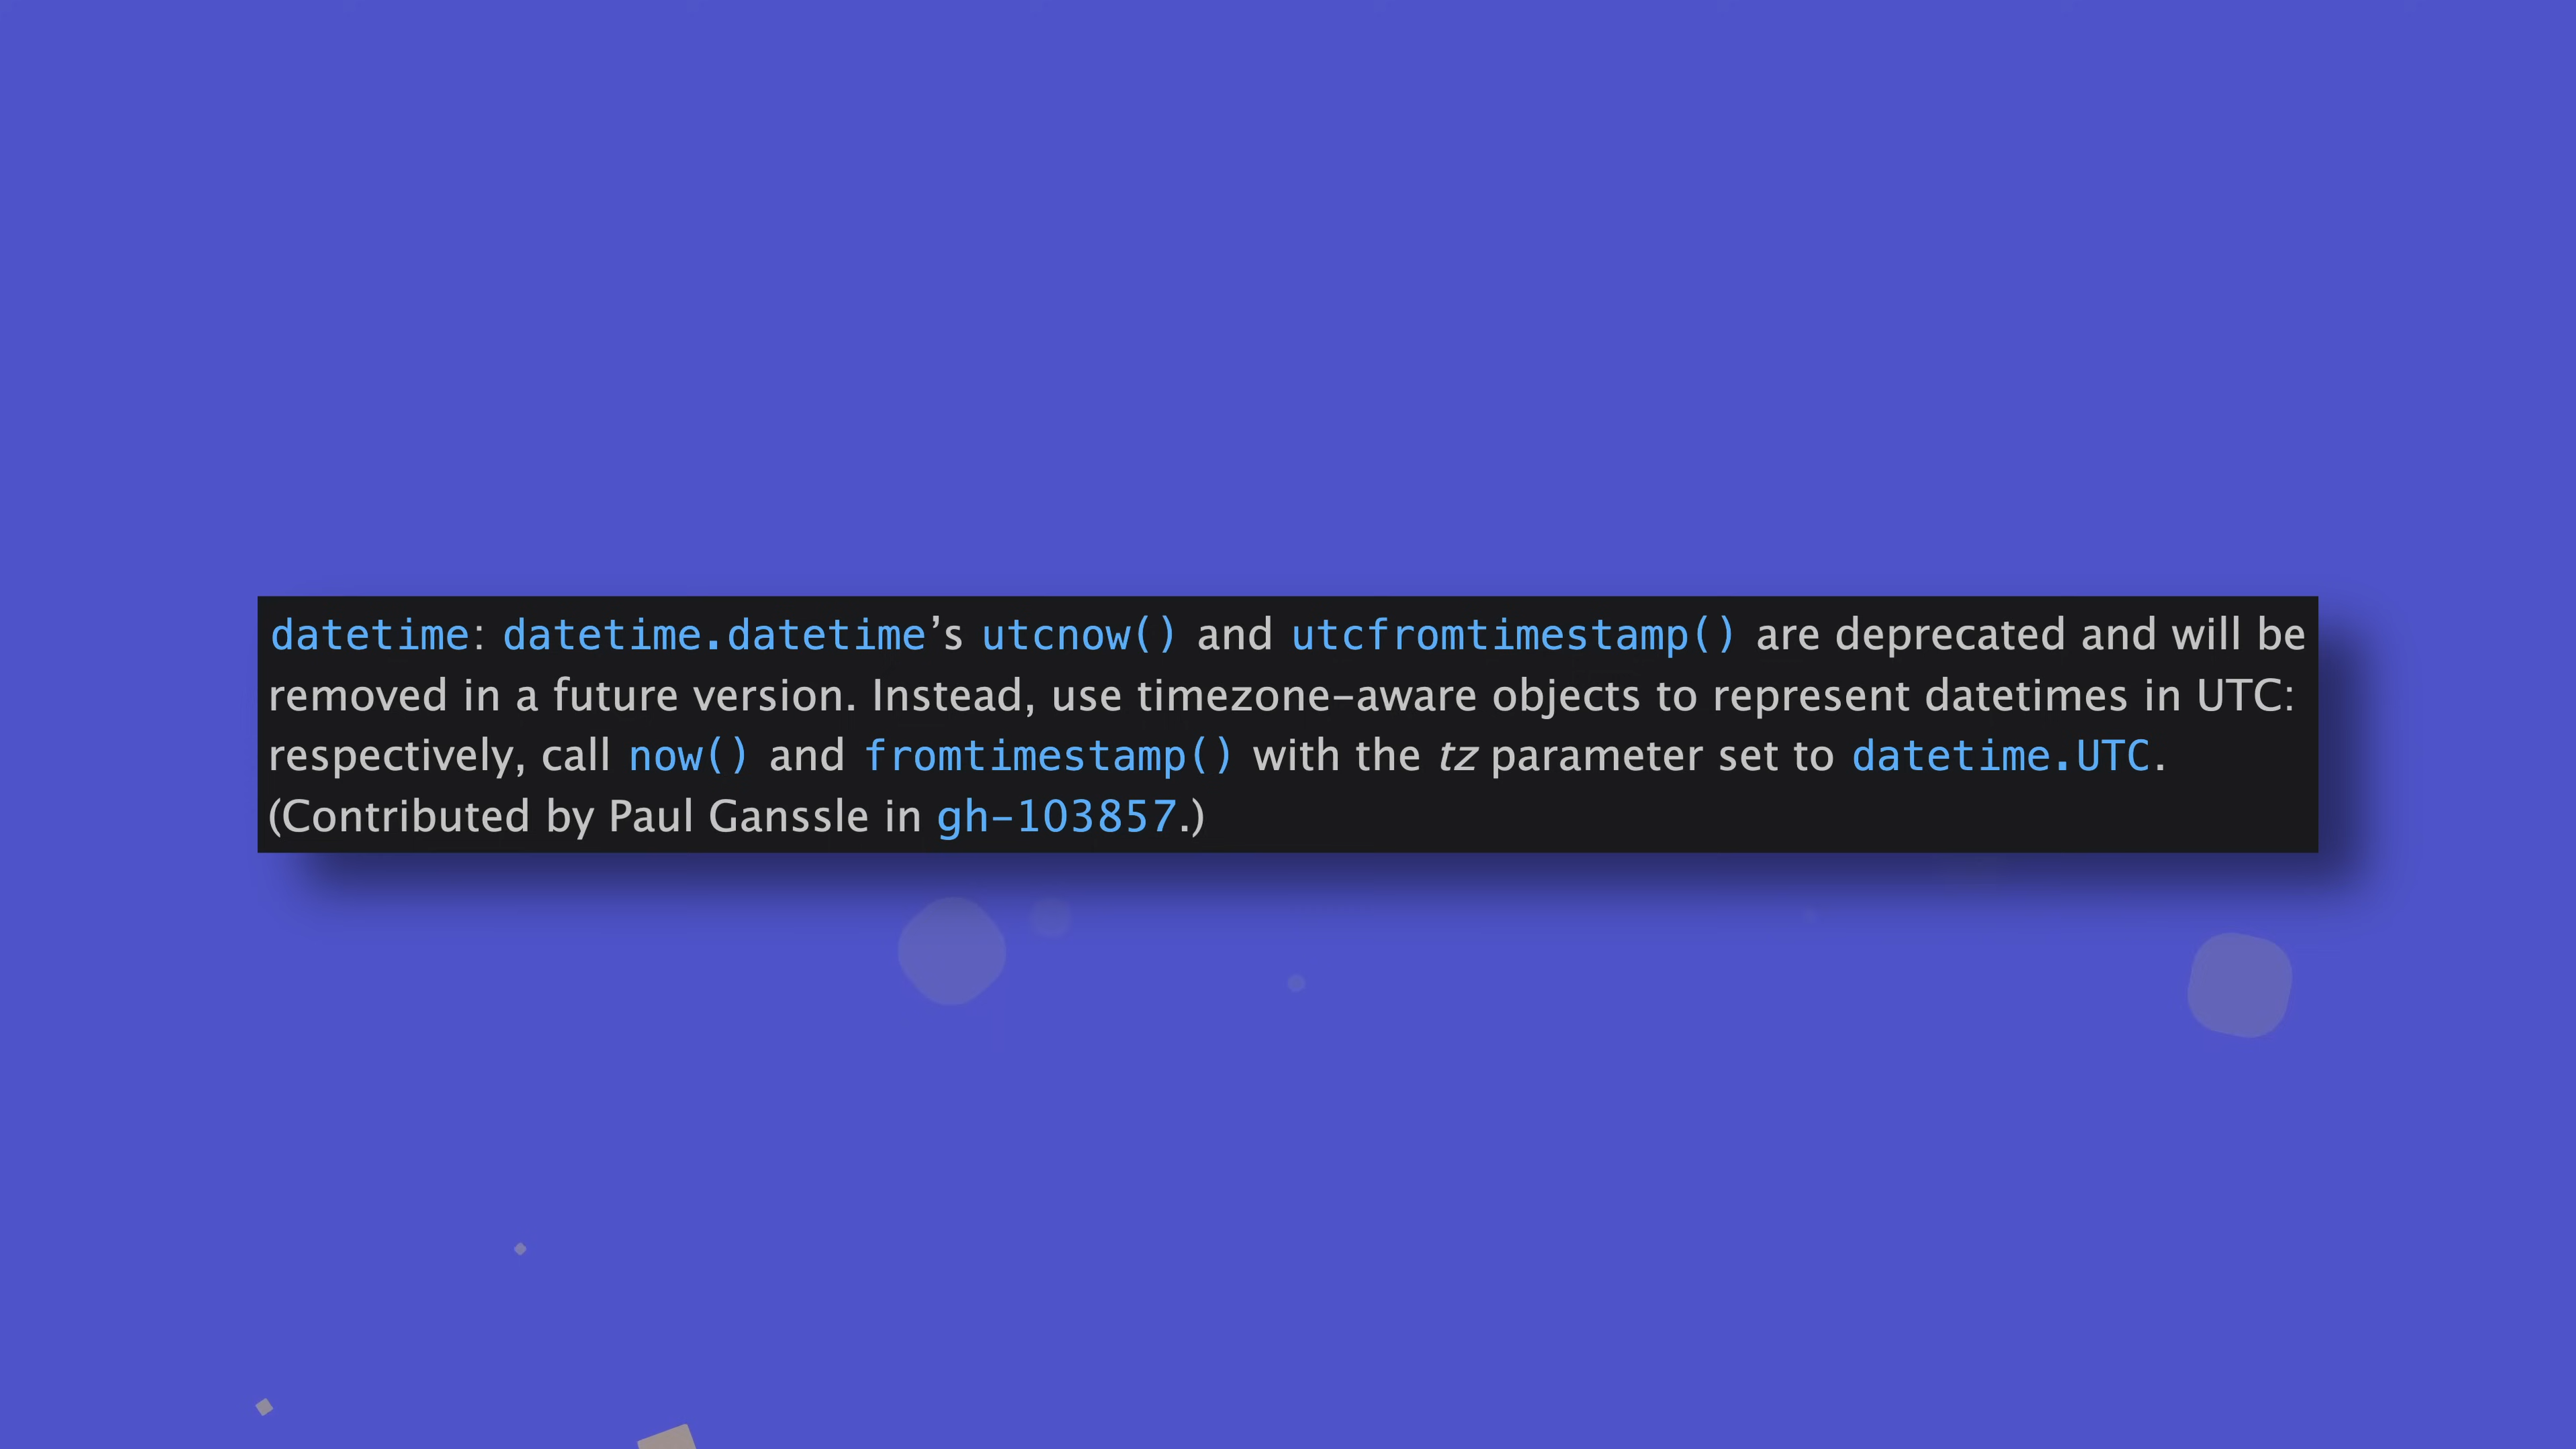 datetime: datetime.datetime’s utcnow() and utcfromtimestamp() are deprecated and will be
removed in a future version. Instead, use timezone-aware objects to represent datetimes in UTC:
respectively, call now() and fromtimestamp() with the tz parameter set to datetime.UTC.
(Contributed by Paul Ganssle in gh-103857.)